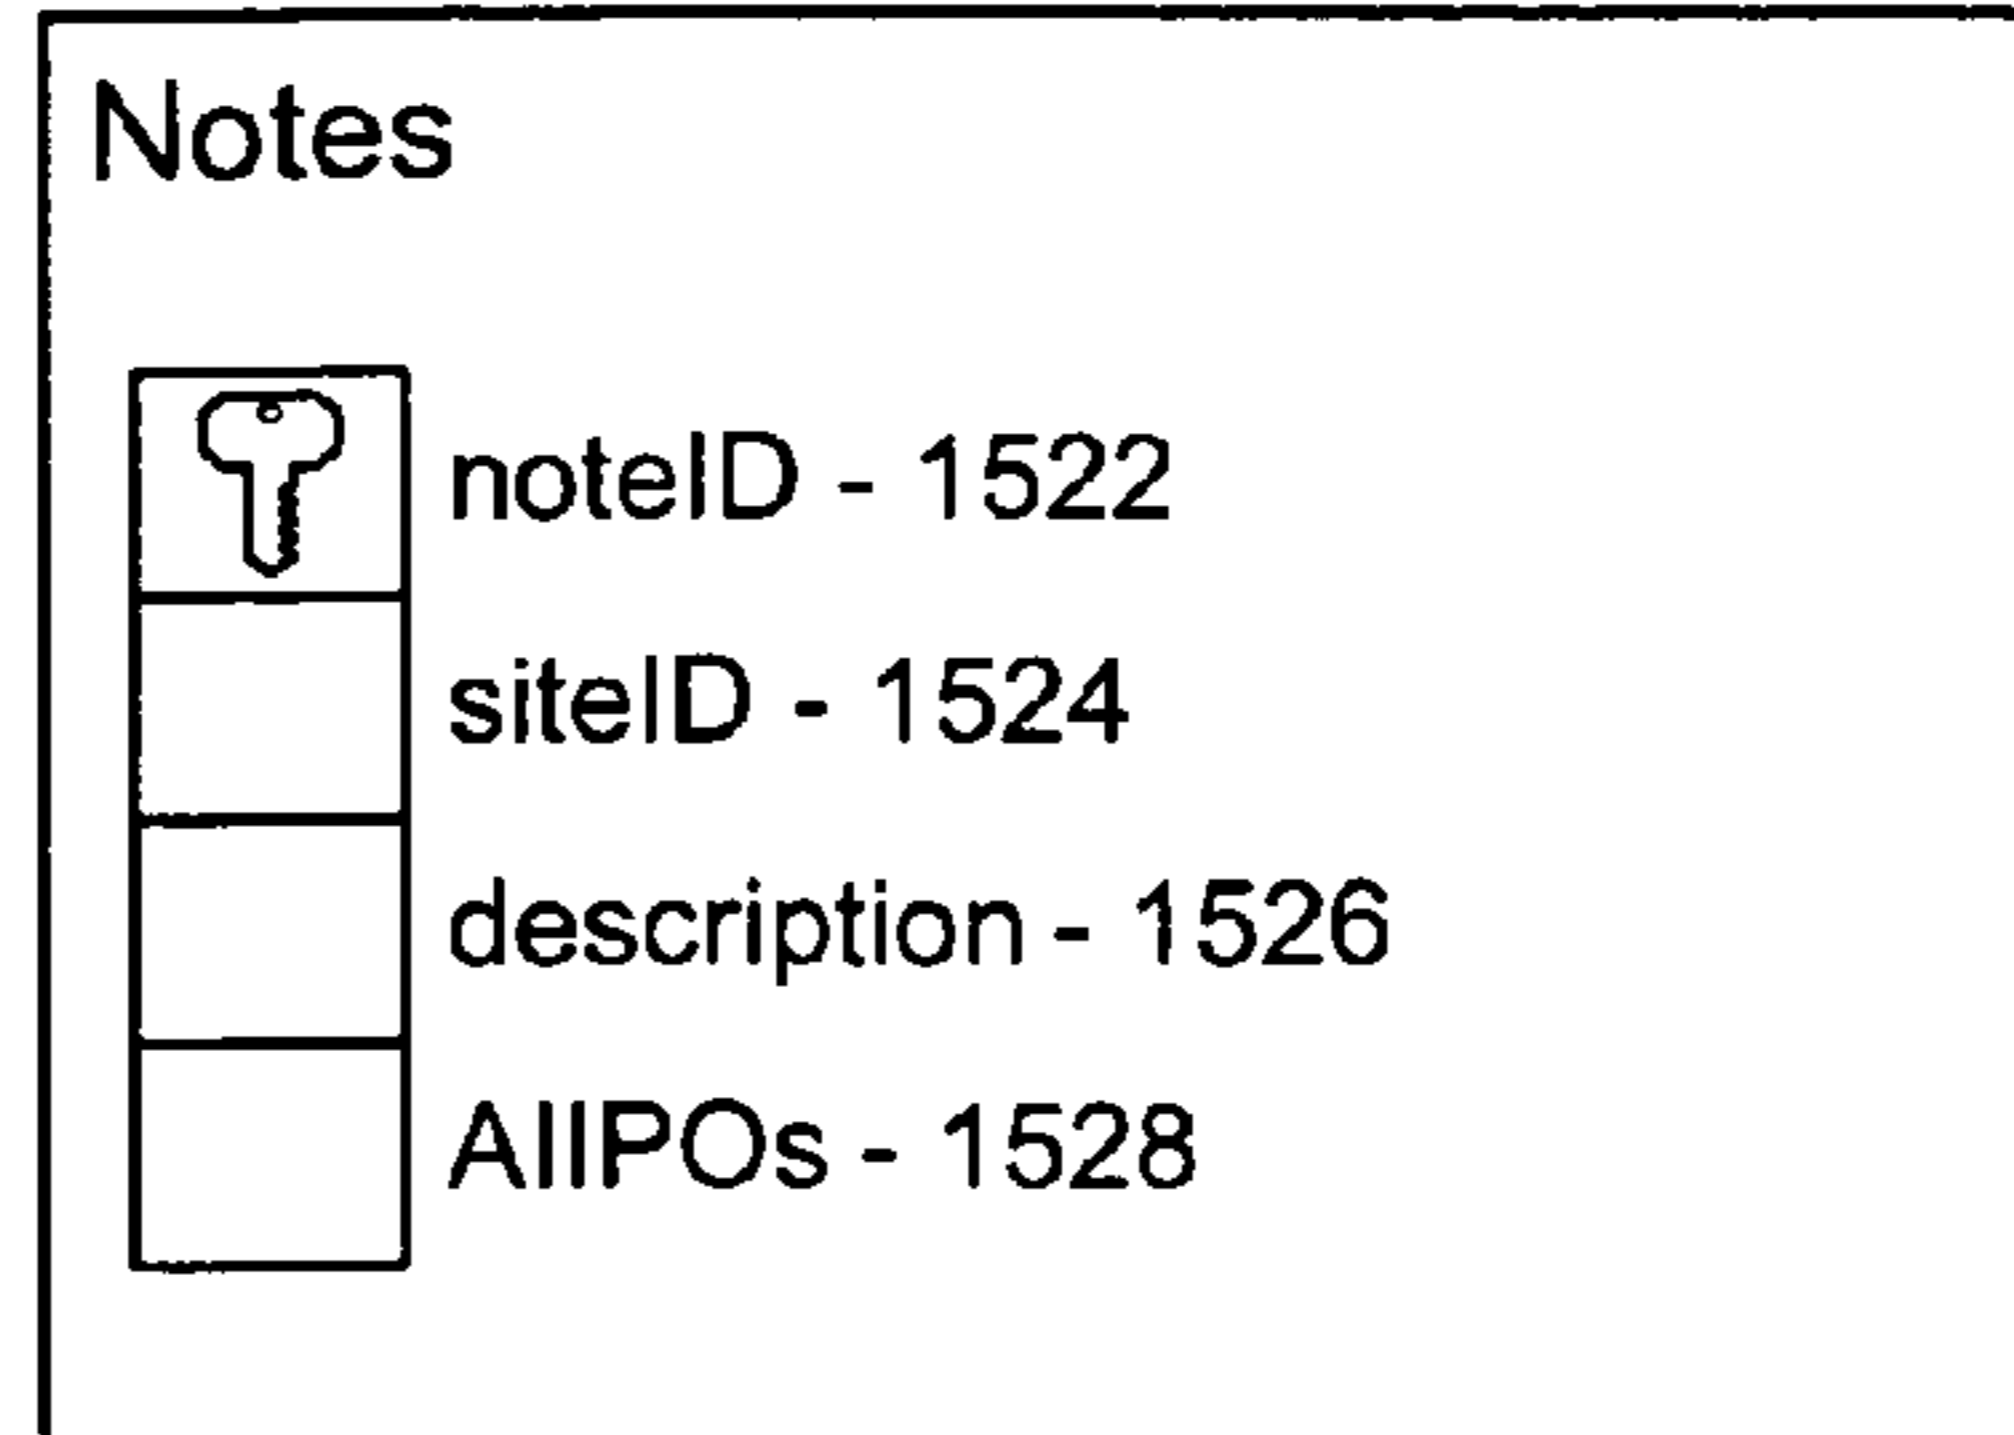 Notes
noteID - 1522
siteID - 1524
description - 1526
AllPOs - 1528